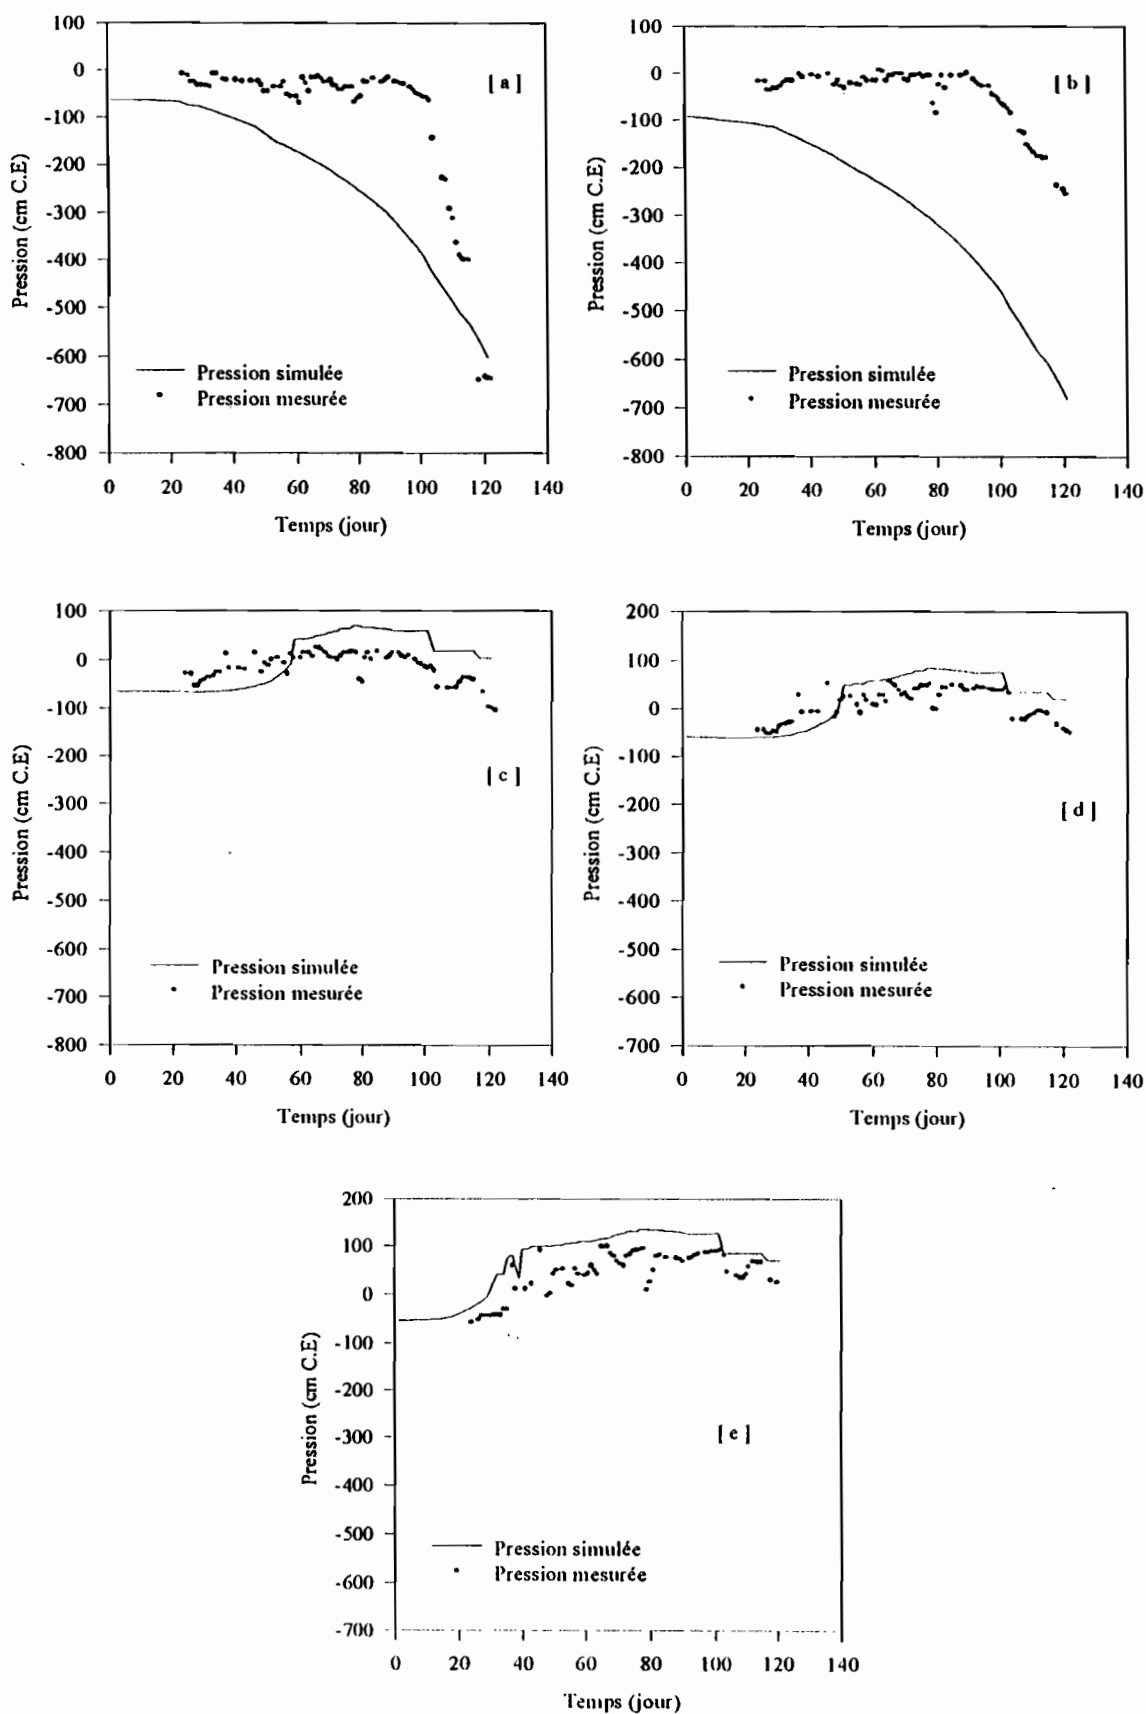 100
0
-100
-200
-300
-400
-500
-600
-700
-800
Pression (cm C.E)
[ a ]
Pression simulée
Pression mesurée
0 20 40 60 80 100 120 140
Temps (jour)
100
0
-100
-200
-300
-400
-500
-600
-700
-800
Pression (cm C.E)
[ b ]
Pression simulée
Pression mesurée
0 20 40 60 80 100 120 140
Temps (jour)
100
0
-100
-200
-300
-400
-500
-600
-700
-800
Pression (cm C.E)
[ c ]
Pression simulée
Pression mesurée
0 20 40 60 80 100 120 140
Temps (jour)
200
100
0
-100
-200
-300
-400
-500
-600
-700
Pression (cm C.E)
[ d ]
Pression simulée
Pression mesurée
0 20 40 60 80 100 120 140
Temps (jour)
200
100
0
-100
-200
-300
-400
-500
-600
-700
Pression (cm C.E)
[ e ]
Pression simulée
Pression mesurée
0 20 40 60 80 100 120 140
Temps (jour)